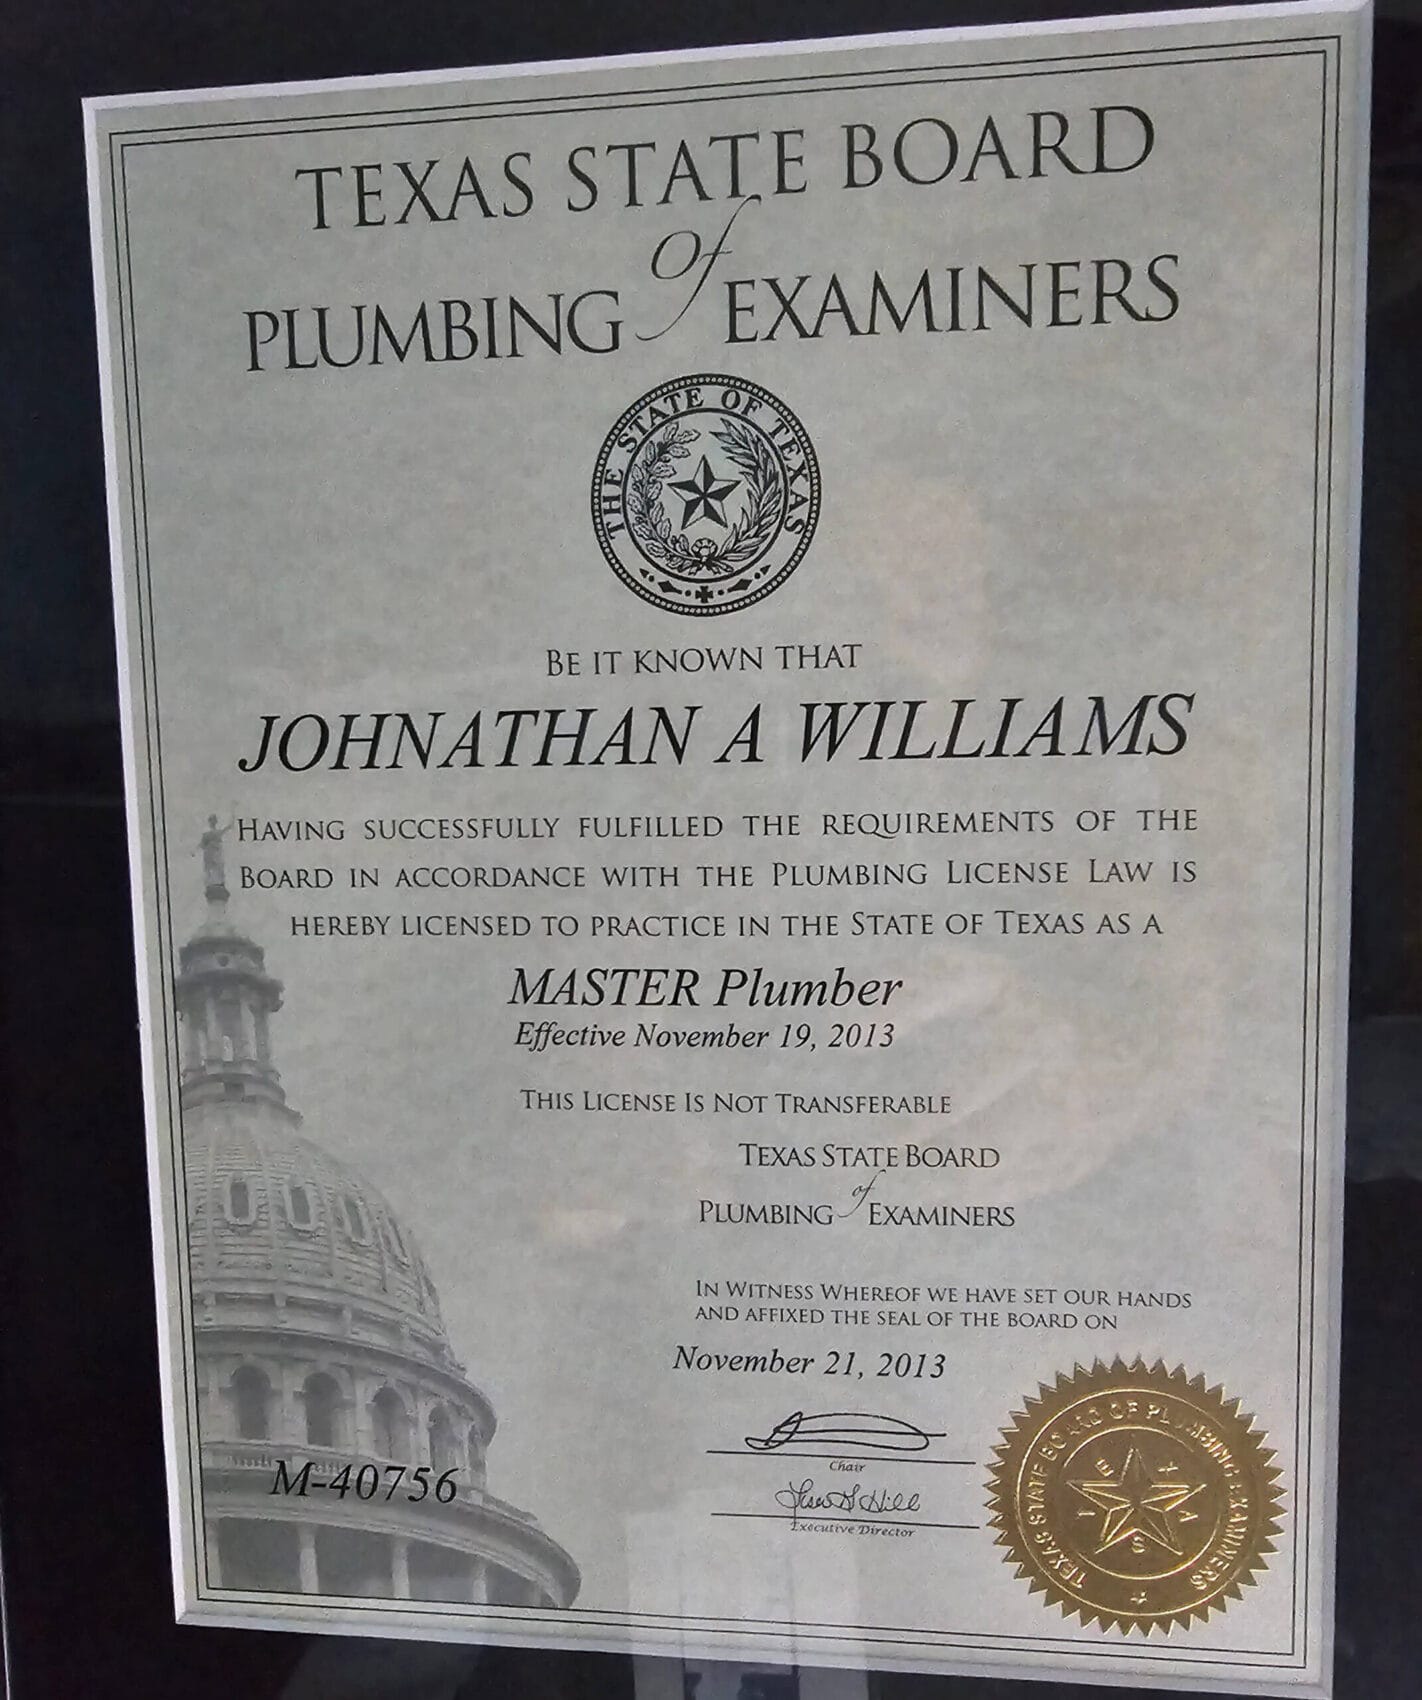 TEXAS STATE BOARD
of
PLUMBING EXAMINERS
THE STATE OF TEXAS
BE IT KNOWN THAT
JOHNATHAN A WILLIAMS
HAVING SUCCESSFULLY FULFILLED THE REQUIREMENTS OF THE
BOARD IN ACCORDANCE WITH THE PLUMBING LICENSE LAW IS
HEREBY LICENSED TO PRACTICE IN THE STATE OF TEXAS AS A
MASTER Plumber
Effective November 19, 2013
THIS LICENSE IS NOT TRANSFERABLE
TEXAS STATE BOARD
of
PLUMBING EXAMINERS
IN WITNESS WHEREOF WE HAVE SET OUR HANDS
AND AFFIXED THE SEAL OF THE BOARD ON
November 21, 2013
Chair
Executive Director
M-40756
TEXAS STATE BOARD OF PLUMBING EXAMINERS
TEXAS